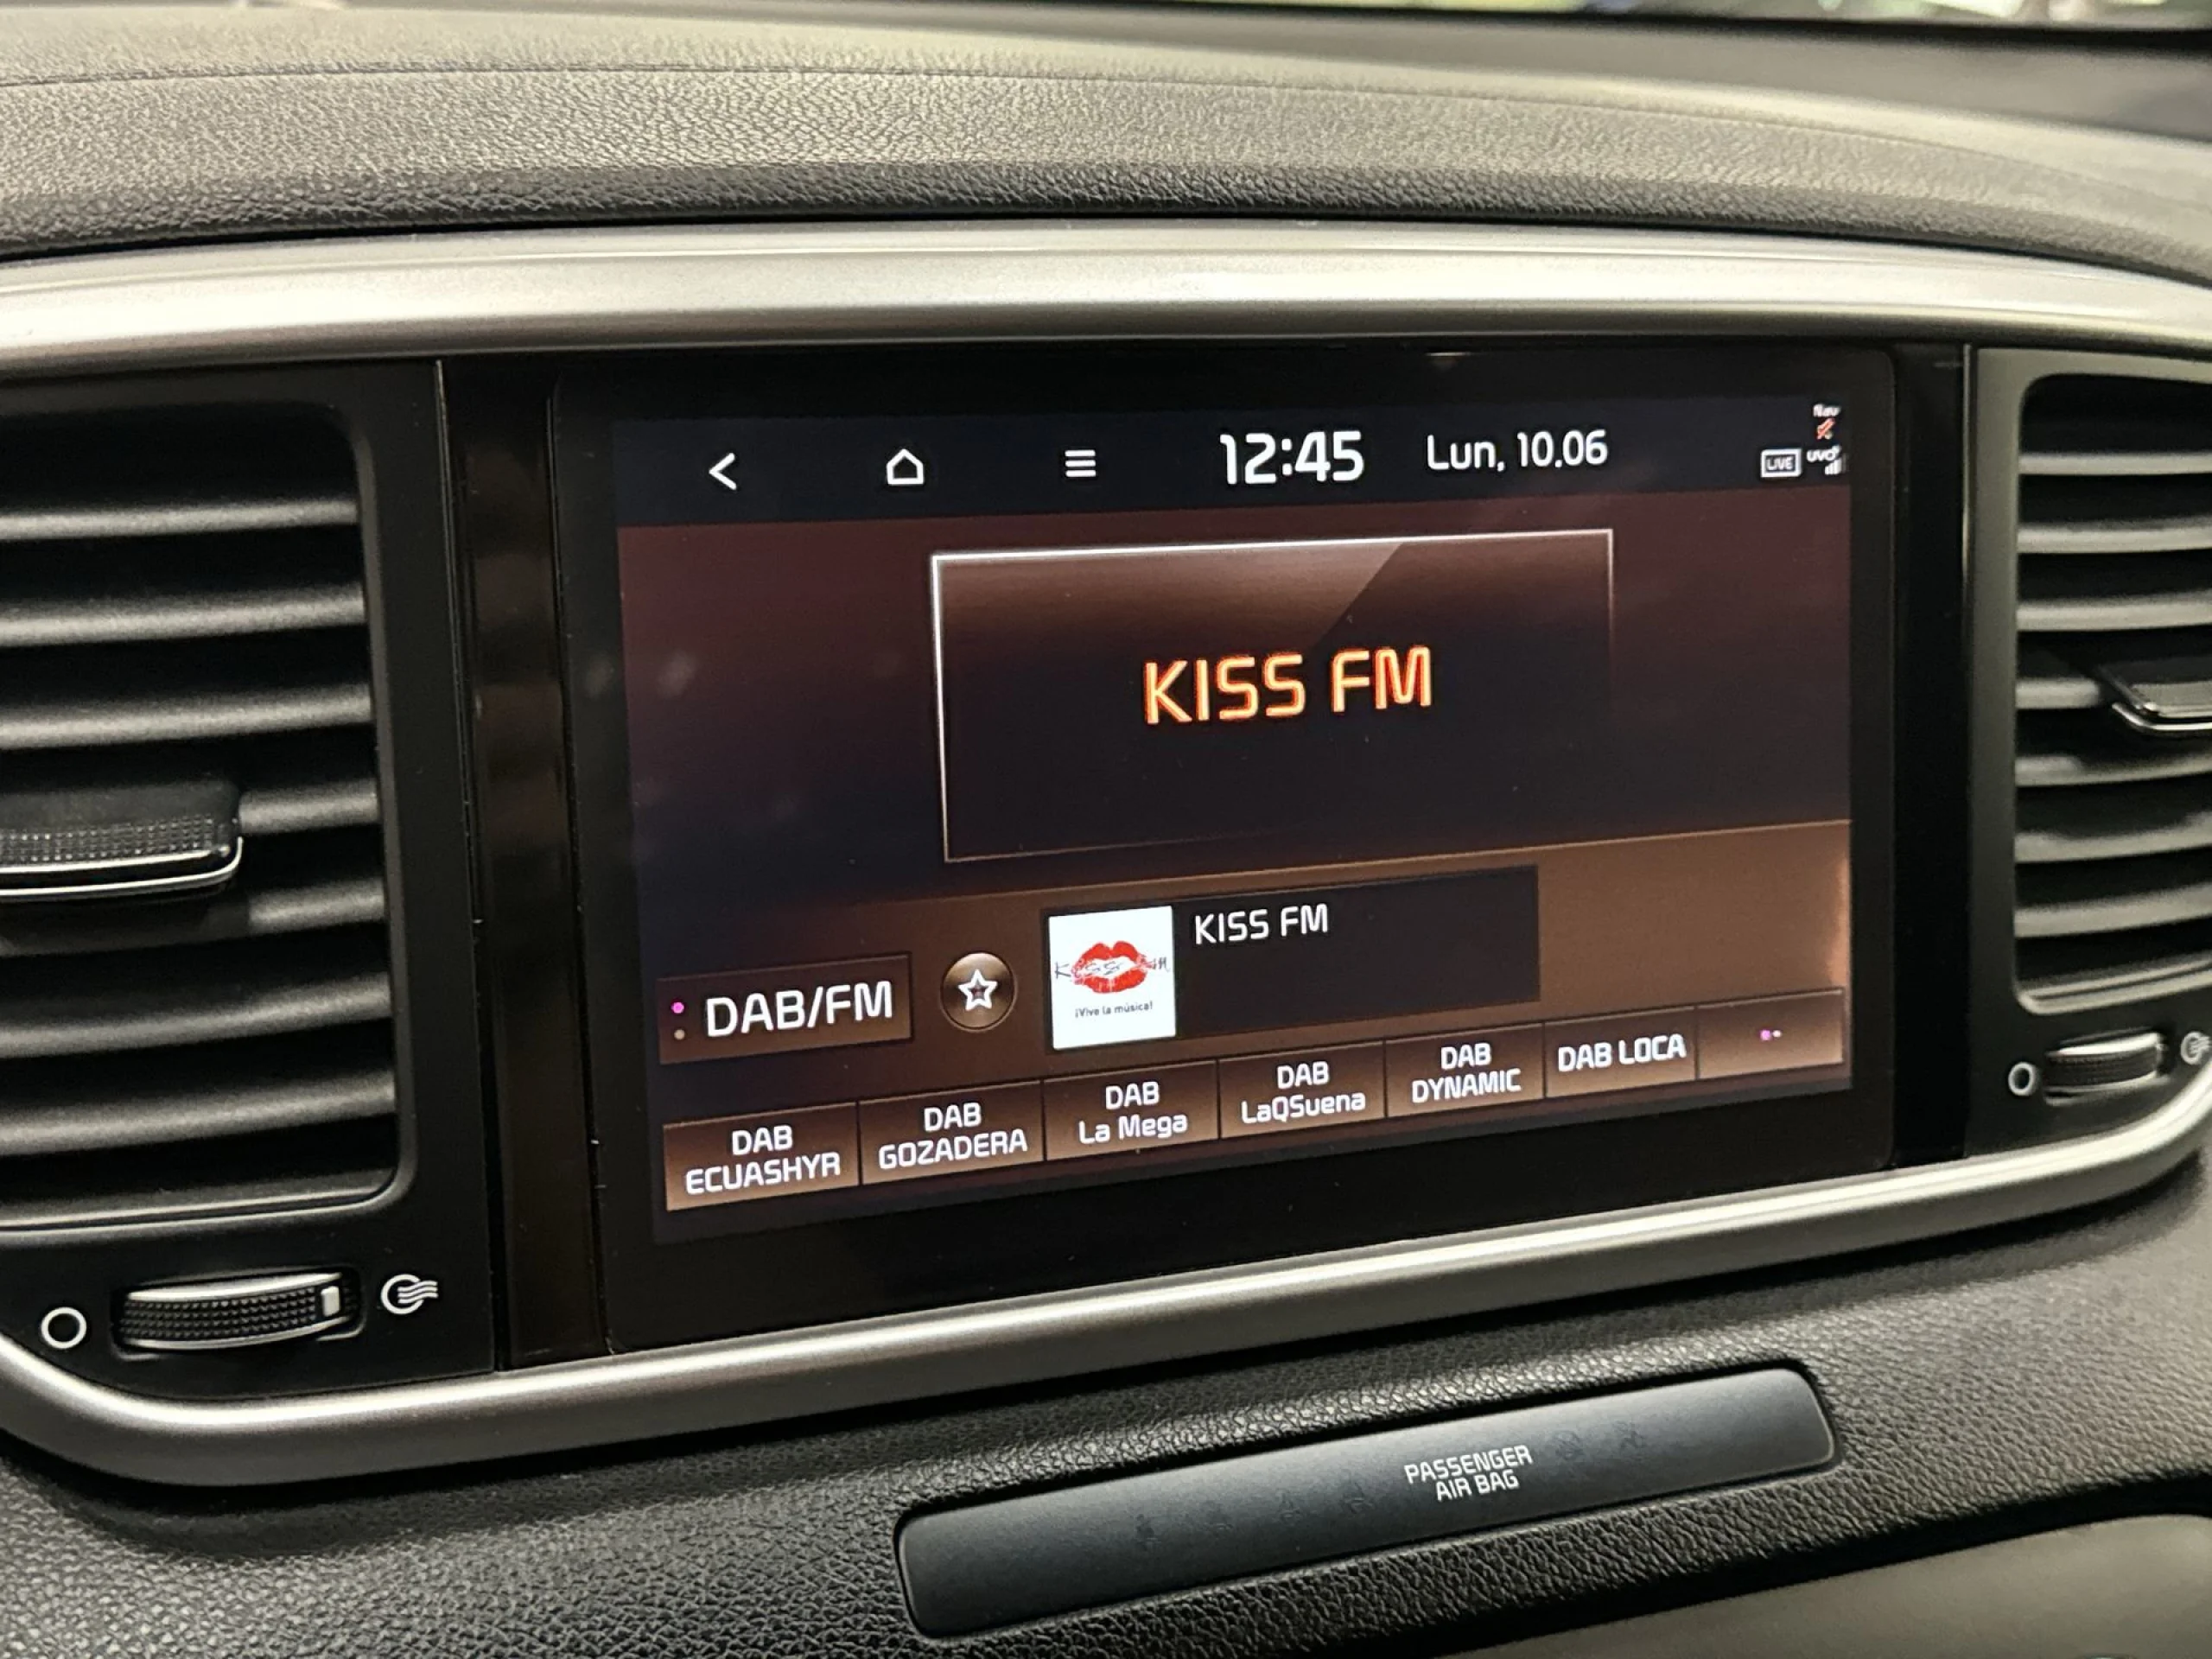 12:45 Lun, 10.06
Nav
LIVE
KISS FM
KISS FM
¡Vive la música!
DAB/FM
DAB
ECUASHYR
DAB
GOZADERA
DAB
La Mega
DAB
LaQSuena
DAB
DYNAMIC
DAB LOCA
PASSENGER
AIR BAG